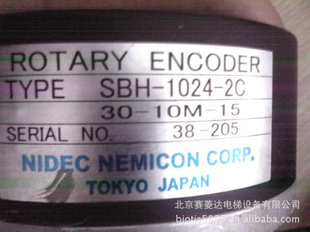 ROTARY ENCODER
TYPE SBH-1024-2C
30-10M-15
SERIAL NO. 38-205
NIDEC NEMICON CORP.
TOKYO JAPAN
北京赛菱达电梯设备有限公司